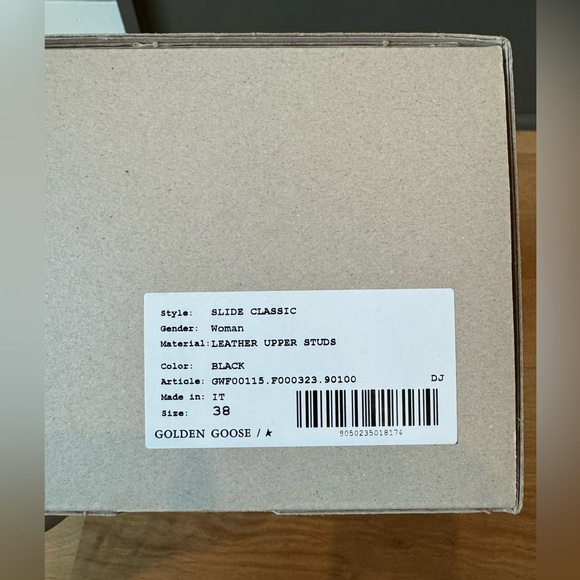 Style: SLIDE CLASSIC
Gender: Woman
Material: LEATHER UPPER STUDS
Color: BLACK
Article: GWF00115.F000323.90100 DJ
Made in: IT
Size: 38
GOLDEN GOOSE / ★
8050235018174